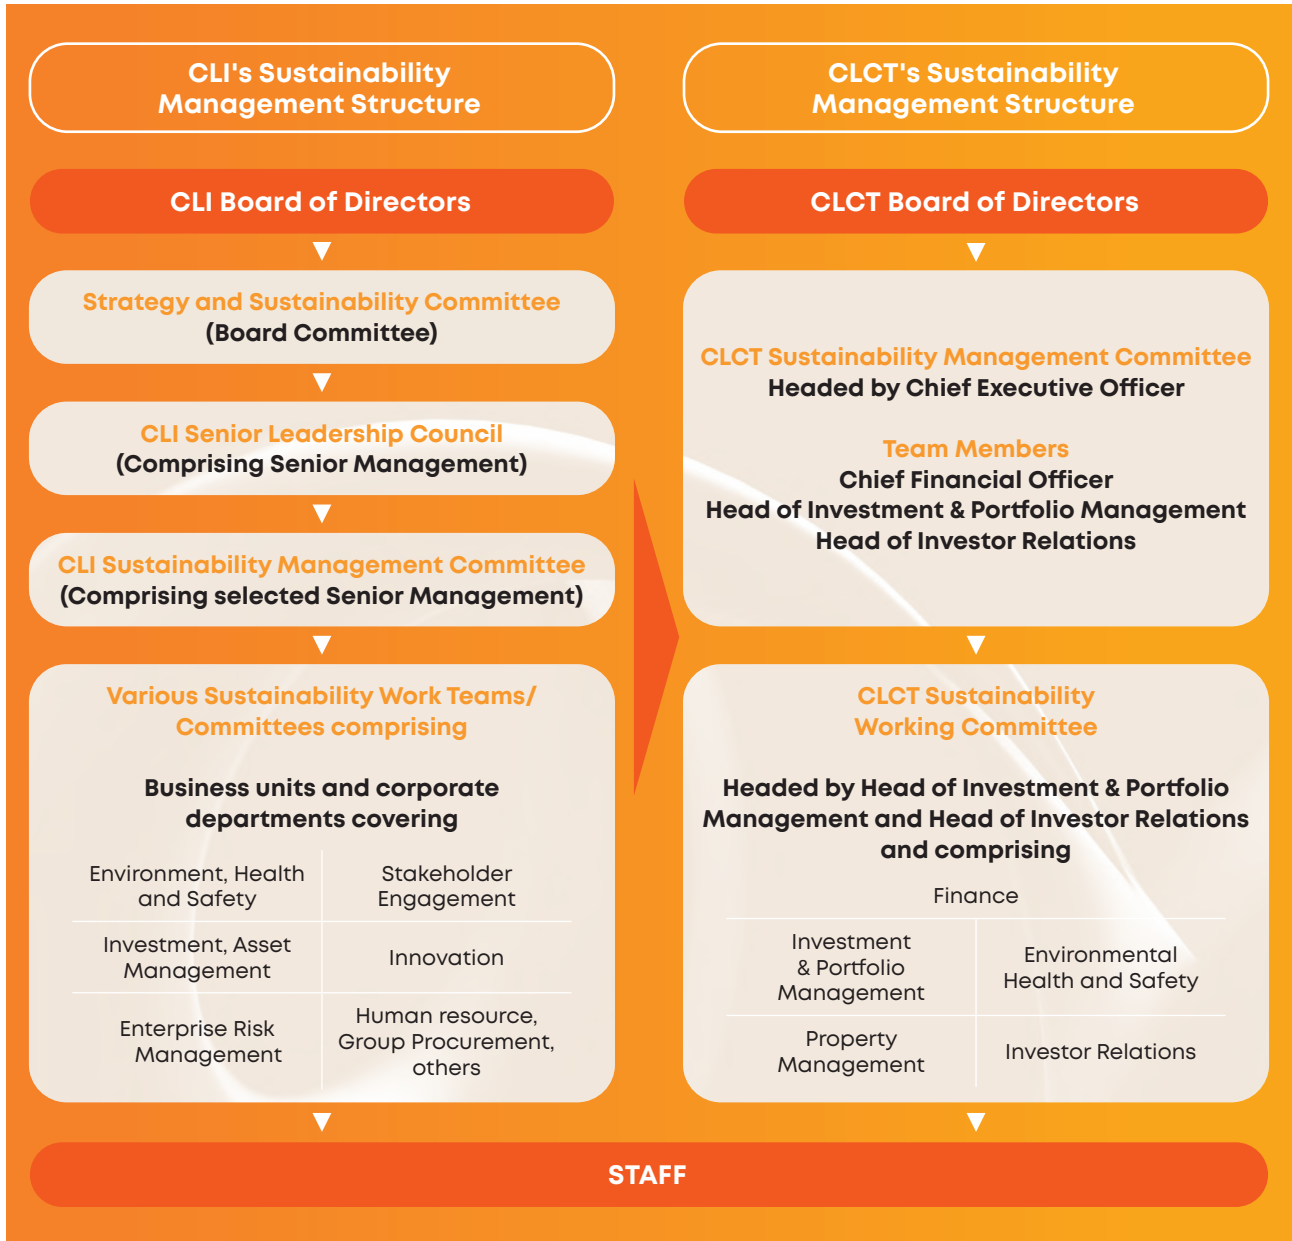 CLI's Sustainability
Management Structure
CLI Board of Directors
Strategy and Sustainability Committee
(Board Committee)
CLI Senior Leadership Council
(Comprising Senior Management)
CLI Sustainability Management Committee
(Comprising selected Senior Management)
Various Sustainability Work Teams/
Committees comprising
Business units and corporate
departments covering
Environment, Health
and Safety
Stakeholder
Engagement
Investment, Asset
Management
Innovation
Enterprise Risk
Management
Human resource,
Group Procurement,
others
CLCT's Sustainability
Management Structure
CLCT Board of Directors
CLCT Sustainability Management Committee
Headed by Chief Executive Officer
Team Members
Chief Financial Officer
Head of Investment & Portfolio Management
Head of Investor Relations
CLCT Sustainability
Working Committee
Headed by Head of Investment & Portfolio
Management and Head of Investor Relations
and comprising
Finance
Investment
& Portfolio
Management
Environmental
Health and Safety
Property
Management
Investor Relations
STAFF